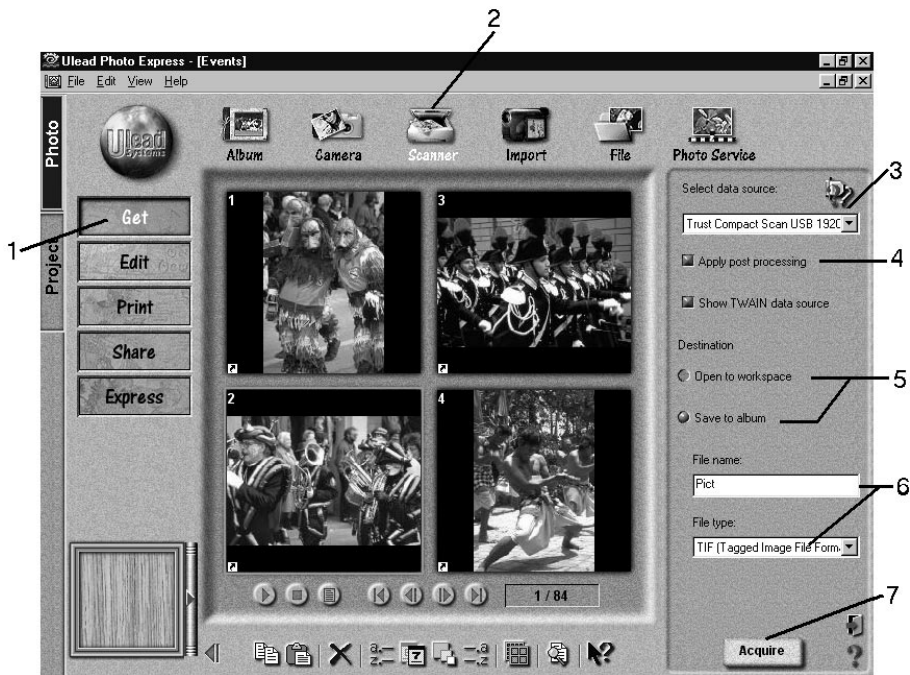 2
Ulead Photo Express - [Events]
File Edit View Help
Photo
Project
Ulead
Systems
Album Camera Scanner Import File Photo Service
3
Select data source:
Trust Compact Scan USB 1920
1
Get
Edit
Print
Share
Express
1 3
2 4
Apply post processing
4
Show TWAIN data source
Destination
Open to workspace
5
Save to album
File name:
Pict
6
File type:
TIF (Tagged Image File Form
1 / 84
7
Acquire
a z 7 a z
?
?